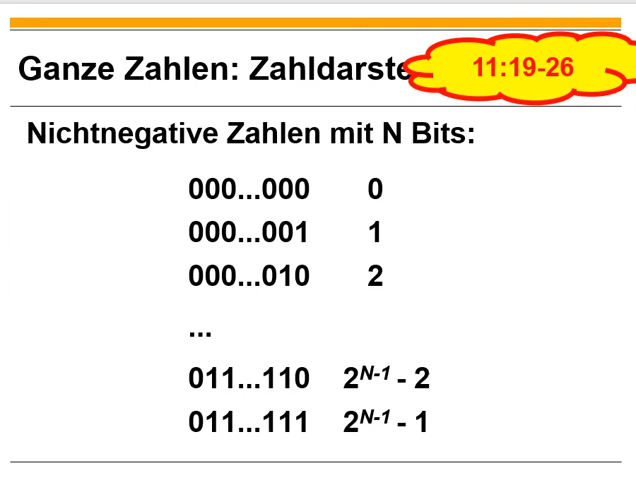 Ganze Zahlen: Zahldarste
11:19-26
Nichtnegative Zahlen mit N Bits:
000...000 0
000...001 1
000...010 2
...
011...110 2^N-1 - 2
011...111 2^N-1 - 1